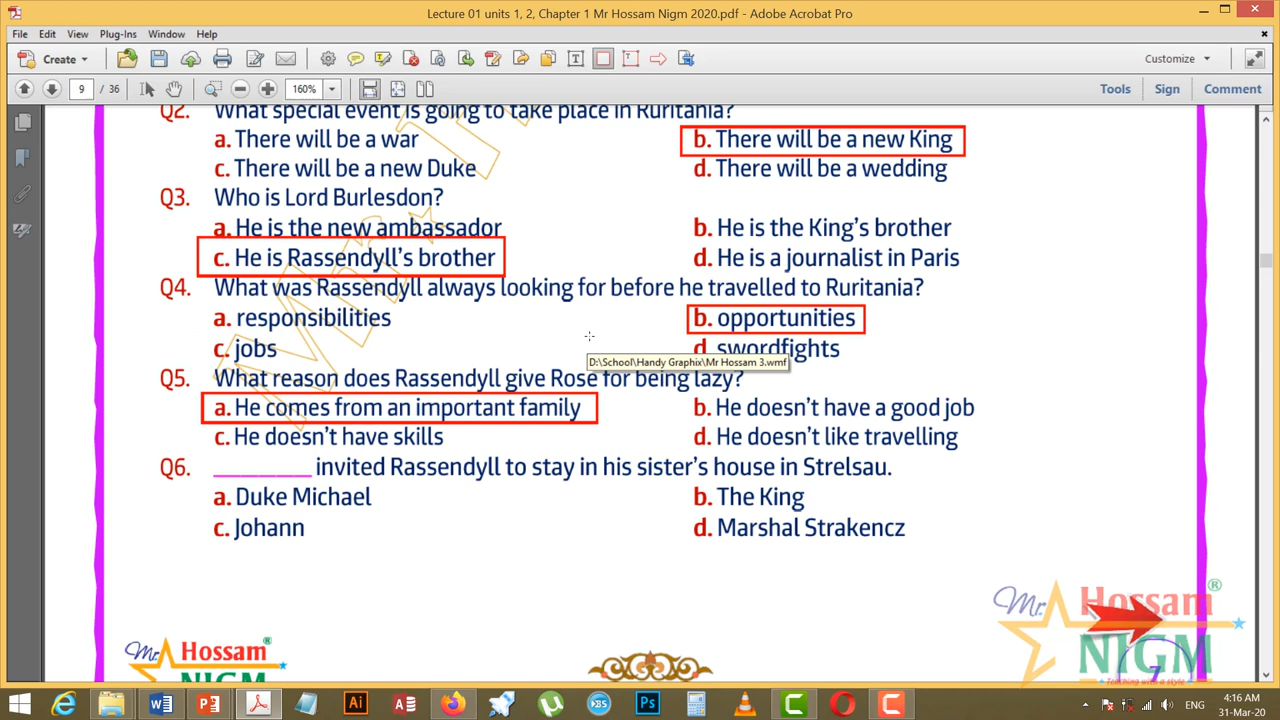 Lecture 01 units 1, 2, Chapter 1 Mr Hossam Nigm 2020.pdf - Adobe Acrobat Pro
File Edit View Plug-Ins Window Help
Create Customize
9 / 36 160% Tools Sign Comment
Q2. What special event is going to take place in Ruritania?
a. There will be a war b. There will be a new King
c. There will be a new Duke d. There will be a wedding
Q3. Who is Lord Burlesdon?
a. He is the new ambassador b. He is the King's brother
c. He is Rassendyll's brother d. He is a journalist in Paris
Q4. What was Rassendyll always looking for before he travelled to Ruritania?
a. responsibilities b. opportunities
c. jobs d. swordfights
D:\School\Handy Graphix\Mr Hossam 3.wmf
Q5. What reason does Rassendyll give Rose for being lazy?
a. He comes from an important family b. He doesn't have a good job
c. He doesn't have skills d. He doesn't like travelling
Q6. ________ invited Rassendyll to stay in his sister's house in Strelsau.
a. Duke Michael b. The King
c. Johann d. Marshal Strakencz
Mr. Hossam ®
NIGM
Teaching with a style
7
Mr. Hossam ®
NIGM
4:16 AM
ENG
31-Mar-20